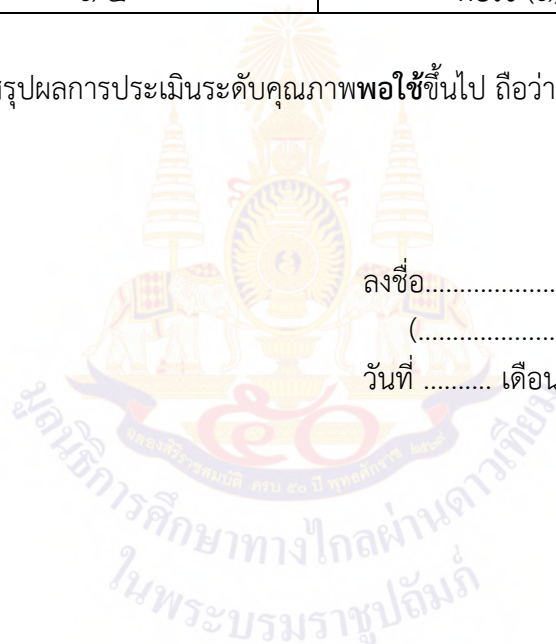 สรุปผลการประเมินระดับคุณภาพพอใช้ขึ้นไป ถือว่า
ลงชื่อ..................
(....................
วันที่ .......... เดือน
ฉลองสิริราชสมบัติ ครบ ๕๐ ปี พุทธศักราช ๒๕๓๙
๕๐
มูลนิธิการศึกษาทางไกลผ่านดาวเทียม
ในพระบรมราชูปถัมภ์